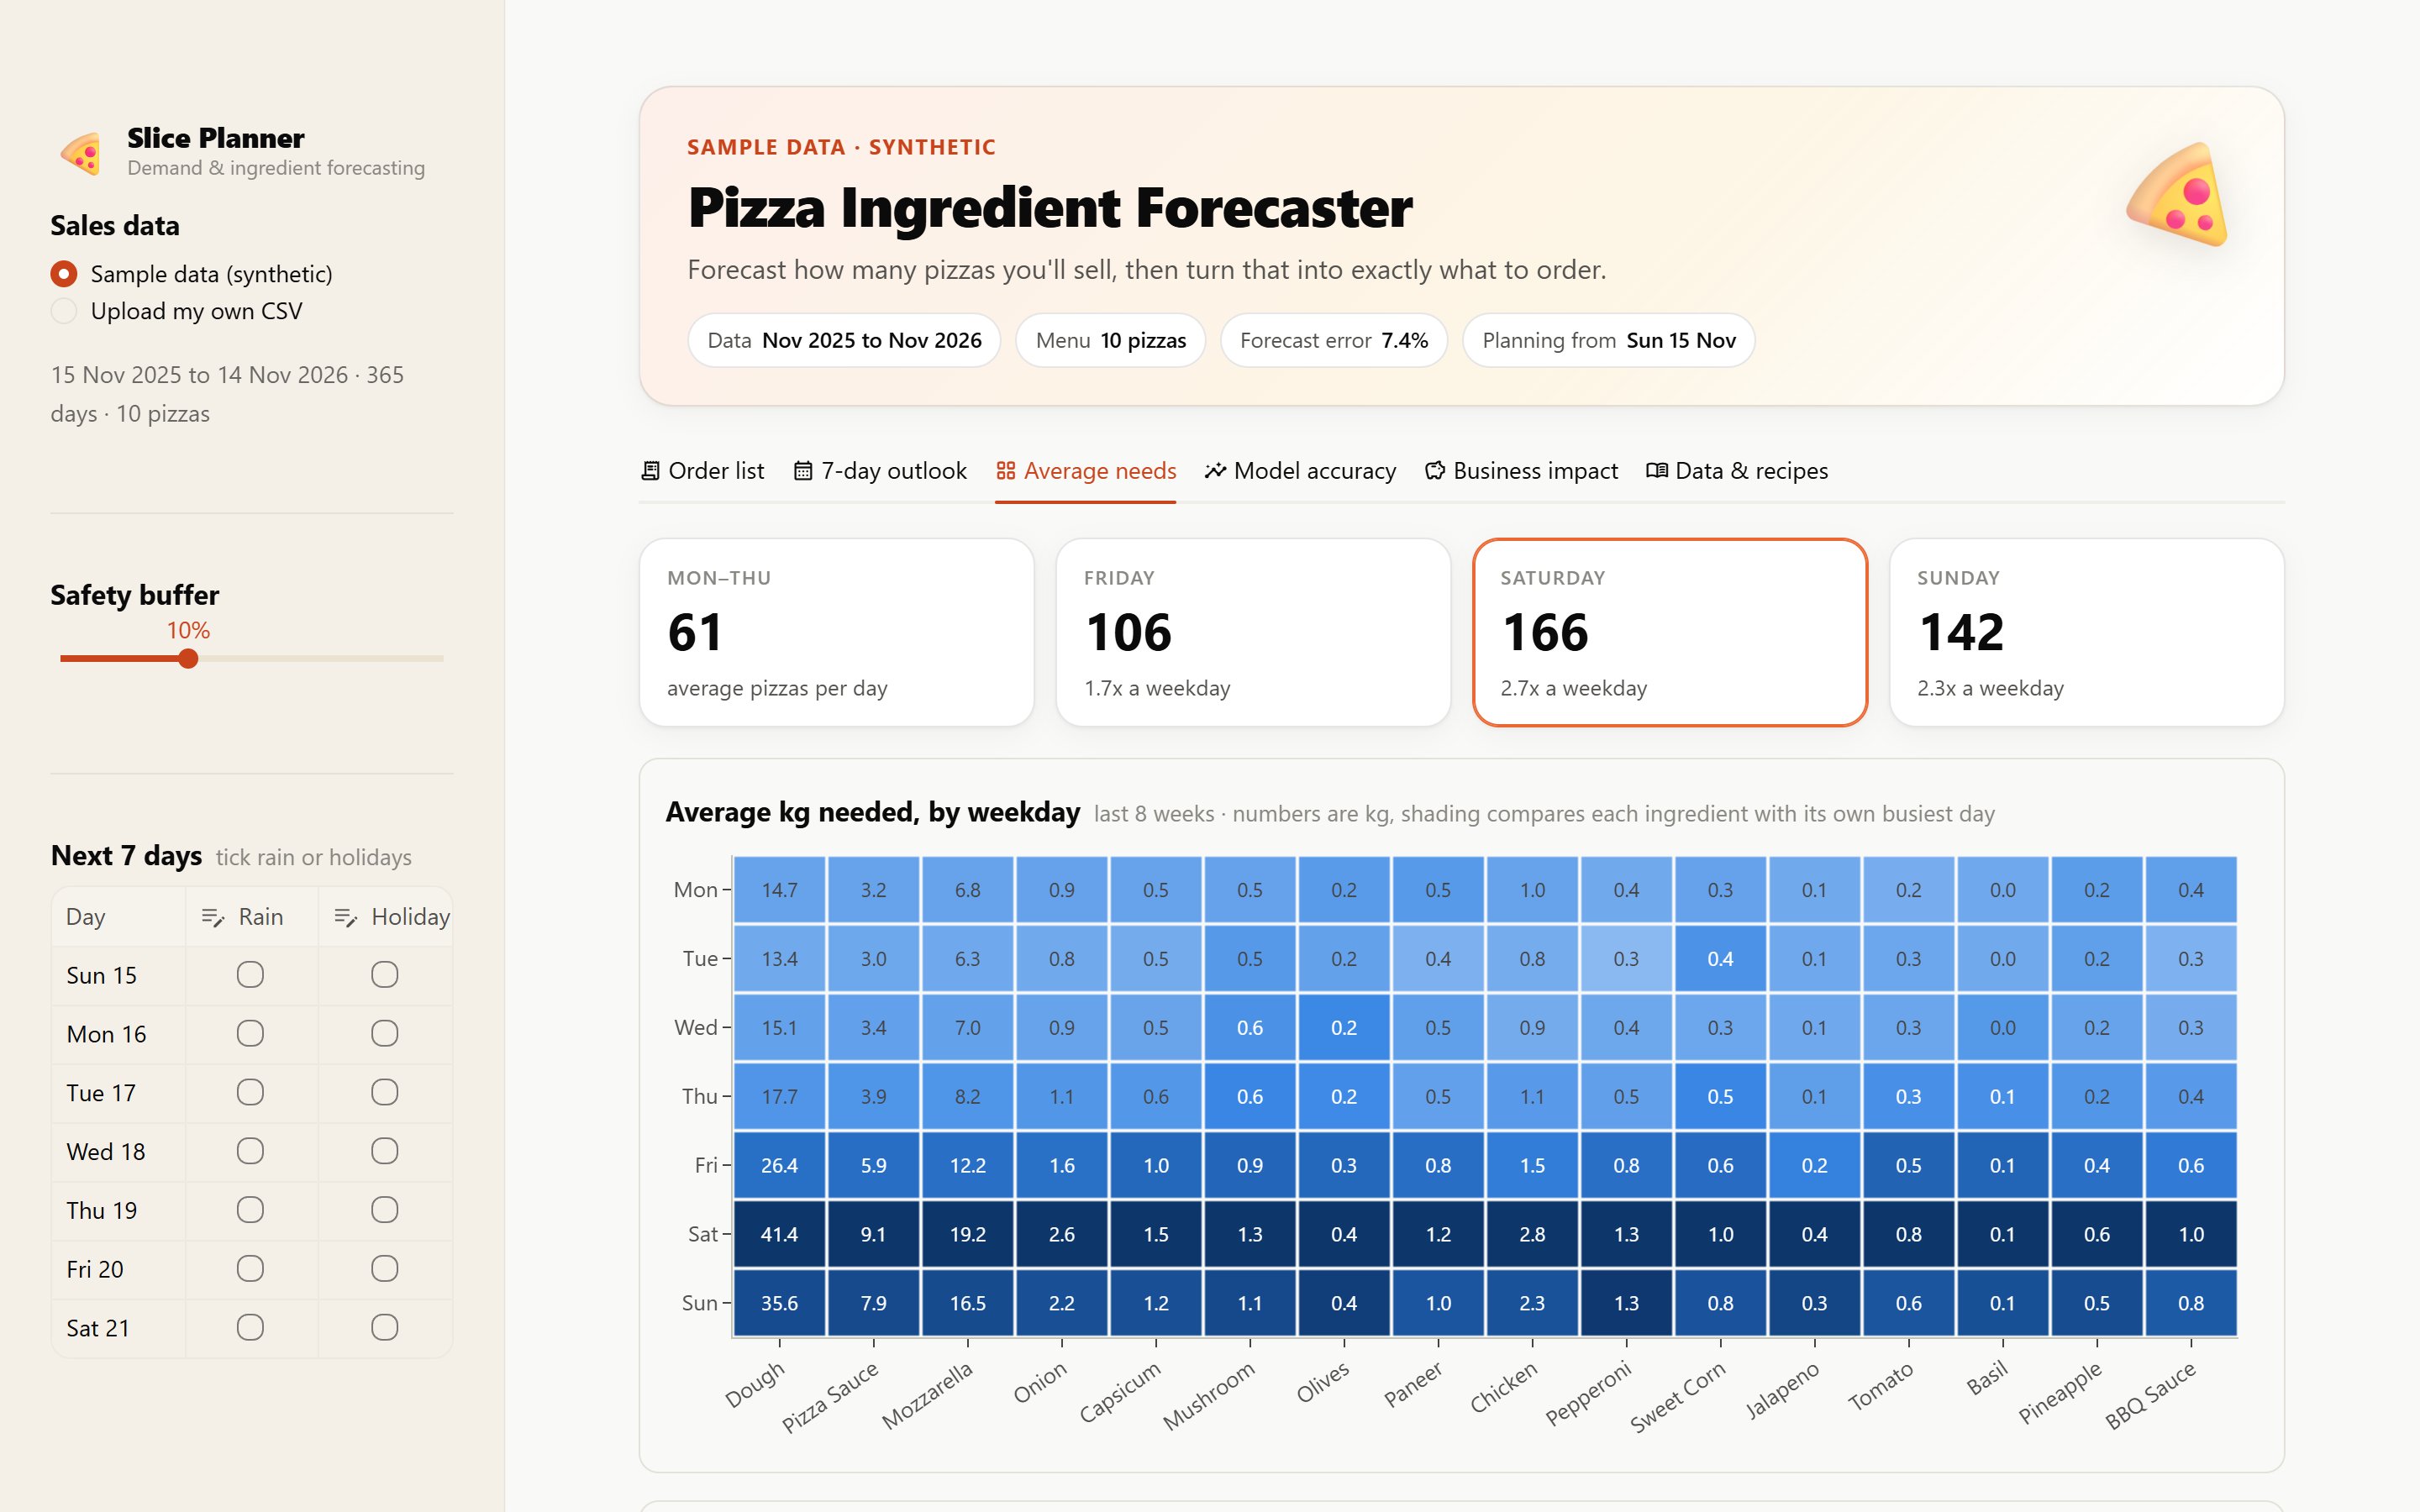 Slice Planner
Demand & ingredient forecasting
Sales data
Sample data (synthetic)
Upload my own CSV
15 Nov 2025 to 14 Nov 2026 · 365
days · 10 pizzas
Safety buffer
10%
Next 7 days tick rain or holidays
Day Rain Holiday
Sun 15
Mon 16
Tue 17
Wed 18
Thu 19
Fri 20
Sat 21
SAMPLE DATA · SYNTHETIC
Pizza Ingredient Forecaster
Forecast how many pizzas you'll sell, then turn that into exactly what to order.
Data Nov 2025 to Nov 2026 Menu 10 pizzas Forecast error 7.4% Planning from Sun 15 Nov
Order list 7-day outlook Average needs Model accuracy Business impact Data & recipes
MON–THU
61
average pizzas per day
FRIDAY
106
1.7x a weekday
SATURDAY
166
2.7x a weekday
SUNDAY
142
2.3x a weekday
Average kg needed, by weekday last 8 weeks · numbers are kg, shading compares each ingredient with its own busiest day
Mon 14.7 3.2 6.8 0.9 0.5 0.5 0.2 0.5 1.0 0.4 0.3 0.1 0.2 0.0 0.2 0.4
Tue 13.4 3.0 6.3 0.8 0.5 0.5 0.2 0.4 0.8 0.3 0.4 0.1 0.3 0.0 0.2 0.3
Wed 15.1 3.4 7.0 0.9 0.5 0.6 0.2 0.5 0.9 0.4 0.3 0.1 0.3 0.0 0.2 0.3
Thu 17.7 3.9 8.2 1.1 0.6 0.6 0.2 0.5 1.1 0.5 0.5 0.1 0.3 0.1 0.2 0.4
Fri 26.4 5.9 12.2 1.6 1.0 0.9 0.3 0.8 1.5 0.8 0.6 0.2 0.5 0.1 0.4 0.6
Sat 41.4 9.1 19.2 2.6 1.5 1.3 0.4 1.2 2.8 1.3 1.0 0.4 0.8 0.1 0.6 1.0
Sun 35.6 7.9 16.5 2.2 1.2 1.1 0.4 1.0 2.3 1.3 0.8 0.3 0.6 0.1 0.5 0.8
Dough Pizza Sauce Mozzarella Onion Capsicum Mushroom Olives Paneer Chicken Pepperoni Sweet Corn Jalapeno Tomato Basil Pineapple BBQ Sauce